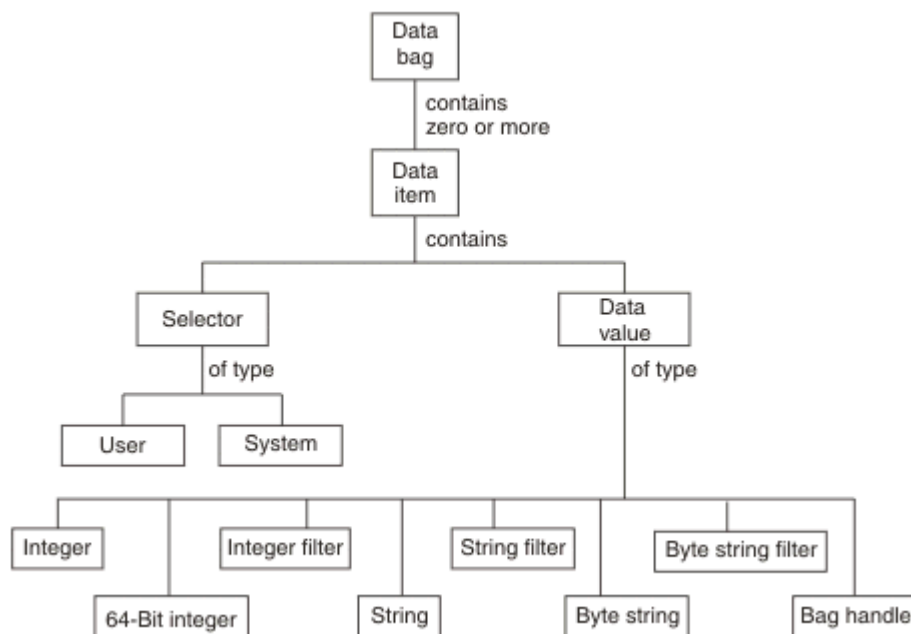 Data
bag
contains
zero or more
Data
item
contains
Selector
Data
value
of type
of type
User
System
Integer
Integer filter
String filter
Byte string filter
64-Bit integer
String
Byte string
Bag handle